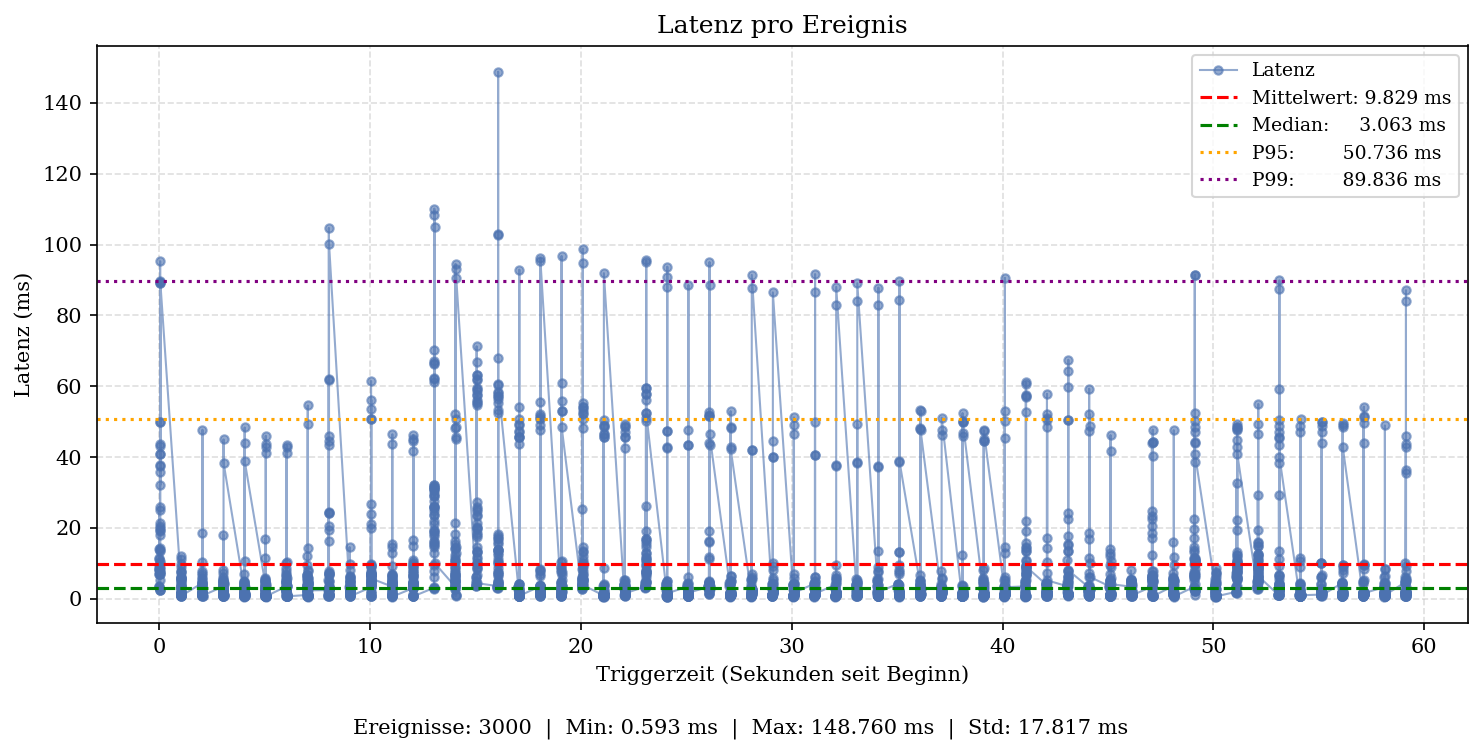 Latenz pro Ereignis
Latenz (ms)
140
120
100
80
60
40
20
0
Latenz
Mittelwert: 9.829 ms
Median: 3.063 ms
P95: 50.736 ms
P99: 89.836 ms
0 10 20 30 40 50 60
Triggerzeit (Sekunden seit Beginn)
Ereignisse: 3000 | Min: 0.593 ms | Max: 148.760 ms | Std: 17.817 ms